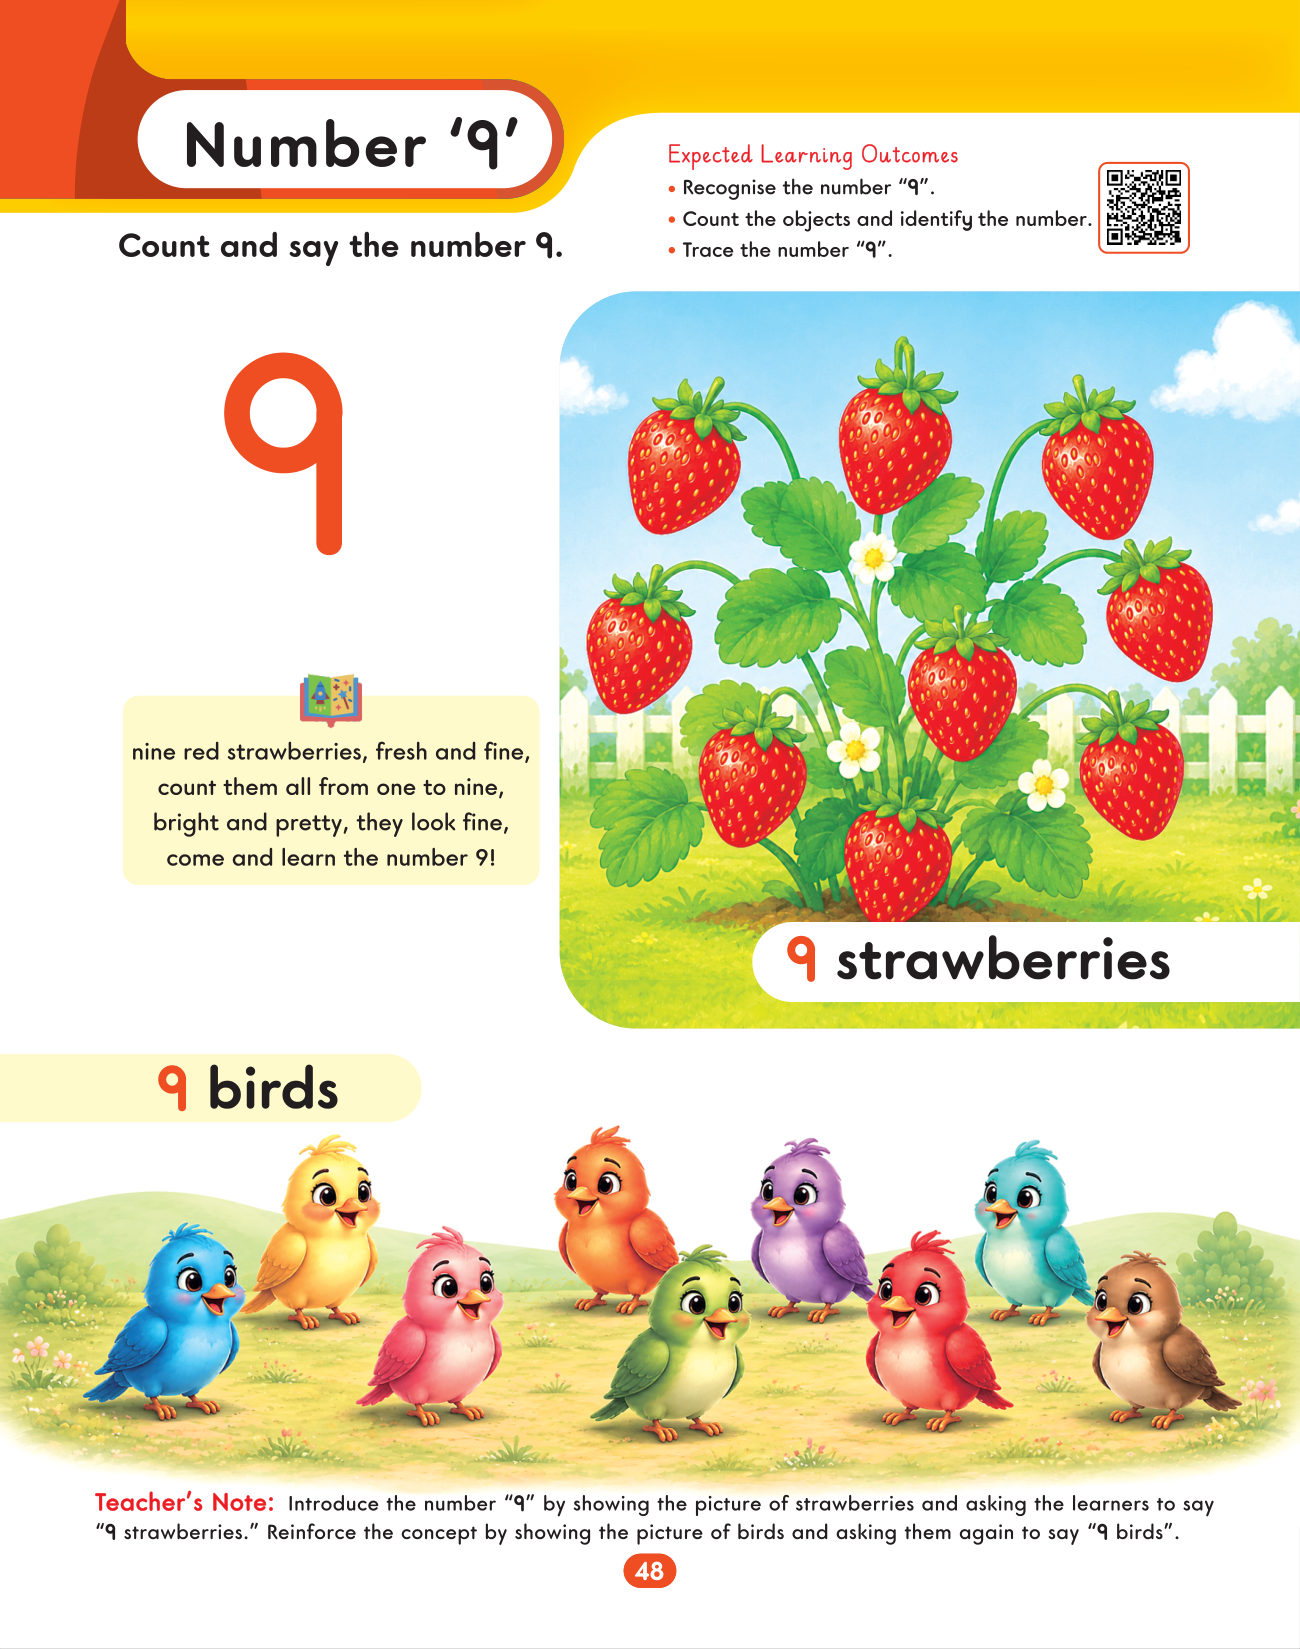 Number ‘9’
Expected Learning Outcomes
• Recognise the number “9”.
• Count the objects and identify the number.
• Trace the number “9”.
Count and say the number 9.
9
nine red strawberries, fresh and fine,
count them all from one to nine,
bright and pretty, they look fine,
come and learn the number 9!
9 strawberries
9 birds
Teacher’s Note: Introduce the number “9” by showing the picture of strawberries and asking the learners to say
“9 strawberries.” Reinforce the concept by showing the picture of birds and asking them again to say “9 birds”.
48